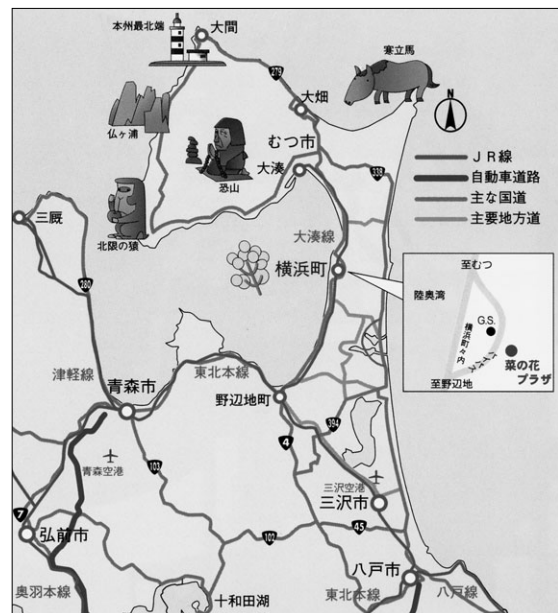 本州最北端
大間
279
寒立馬
大畑
仏ヶ浦
むつ市
恐山
大湊
338
三厩
北限の猿
JR線
自動車道路
主な国道
主要地方道
大湊線
横浜町
280
至むつ
陸奥湾
G.S.
横浜町々内
バイパス
菜の花
プラザ
至野辺地
津軽線
青森市
東北本線
野辺地町
4
394
青森空港
103
三沢空港
三沢市
7
弘前市
45
102
八戸市
奥羽本線
十和田湖
東北本線
八戸線
N